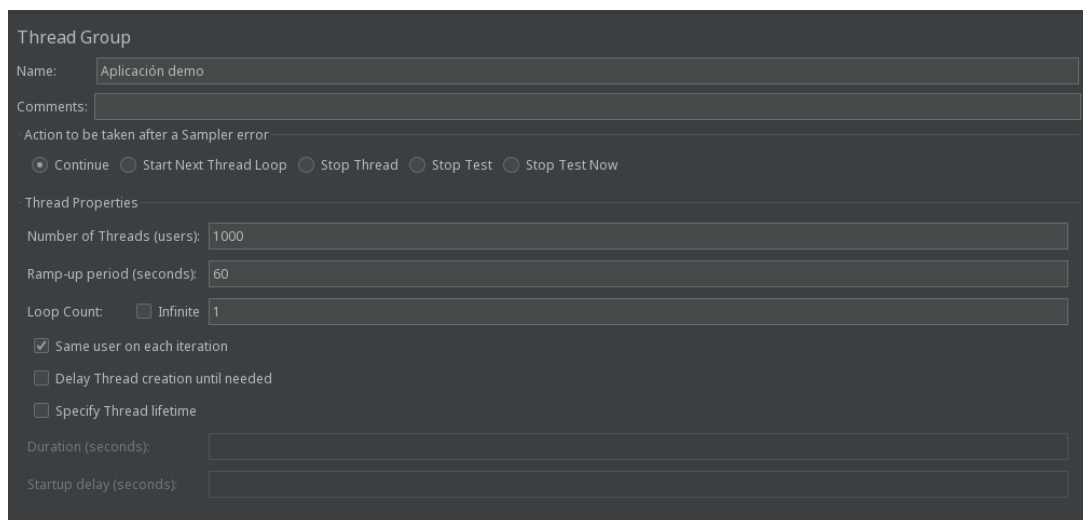 Thread Group
Name: Aplicación demo
Comments:
Action to be taken after a Sampler error
Continue Start Next Thread Loop Stop Thread Stop Test Stop Test Now
Thread Properties
Number of Threads (users): 1000
Ramp-up period (seconds): 60
Loop Count: Infinite 1
Same user on each iteration
Delay Thread creation until needed
Specify Thread lifetime
Duration (seconds):
Startup delay (seconds):